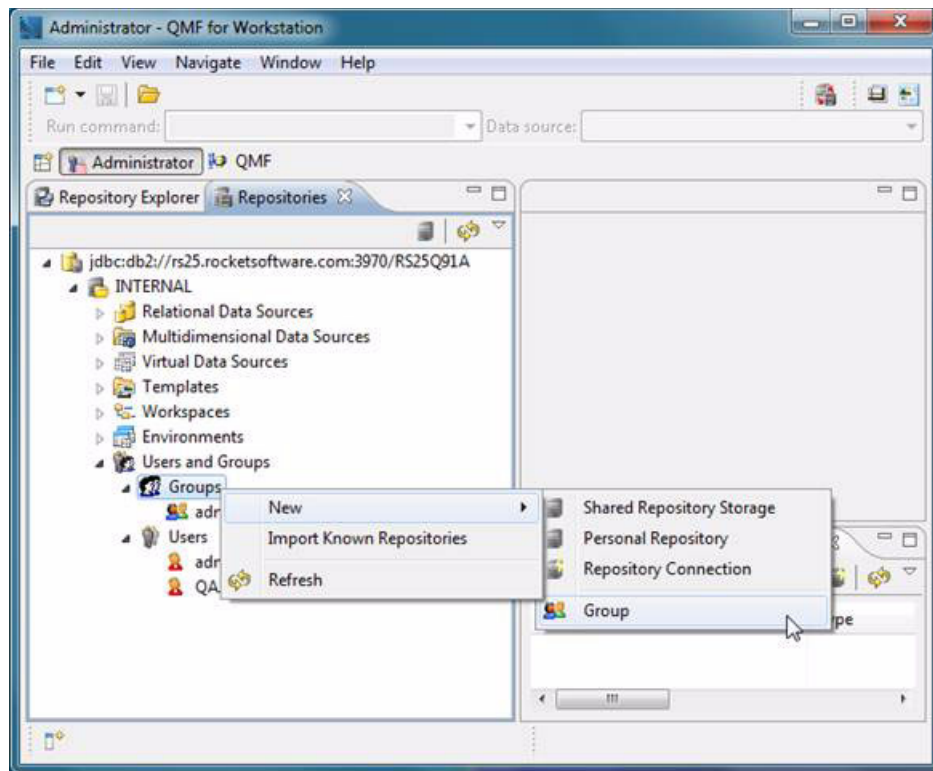 Administrator - QMF for Workstation
File Edit View Navigate Window Help
Run command: Data source:
Administrator QMF
Repository Explorer Repositories
jdbc:db2://rs25.rocketsoftware.com:3970/RS25Q91A
INTERNAL
Relational Data Sources
Multidimensional Data Sources
Virtual Data Sources
Templates
Workspaces
Environments
Users and Groups
Groups
Users
QA
New
Import Known Repositories
Refresh
Shared Repository Storage
Personal Repository
Repository Connection
Group